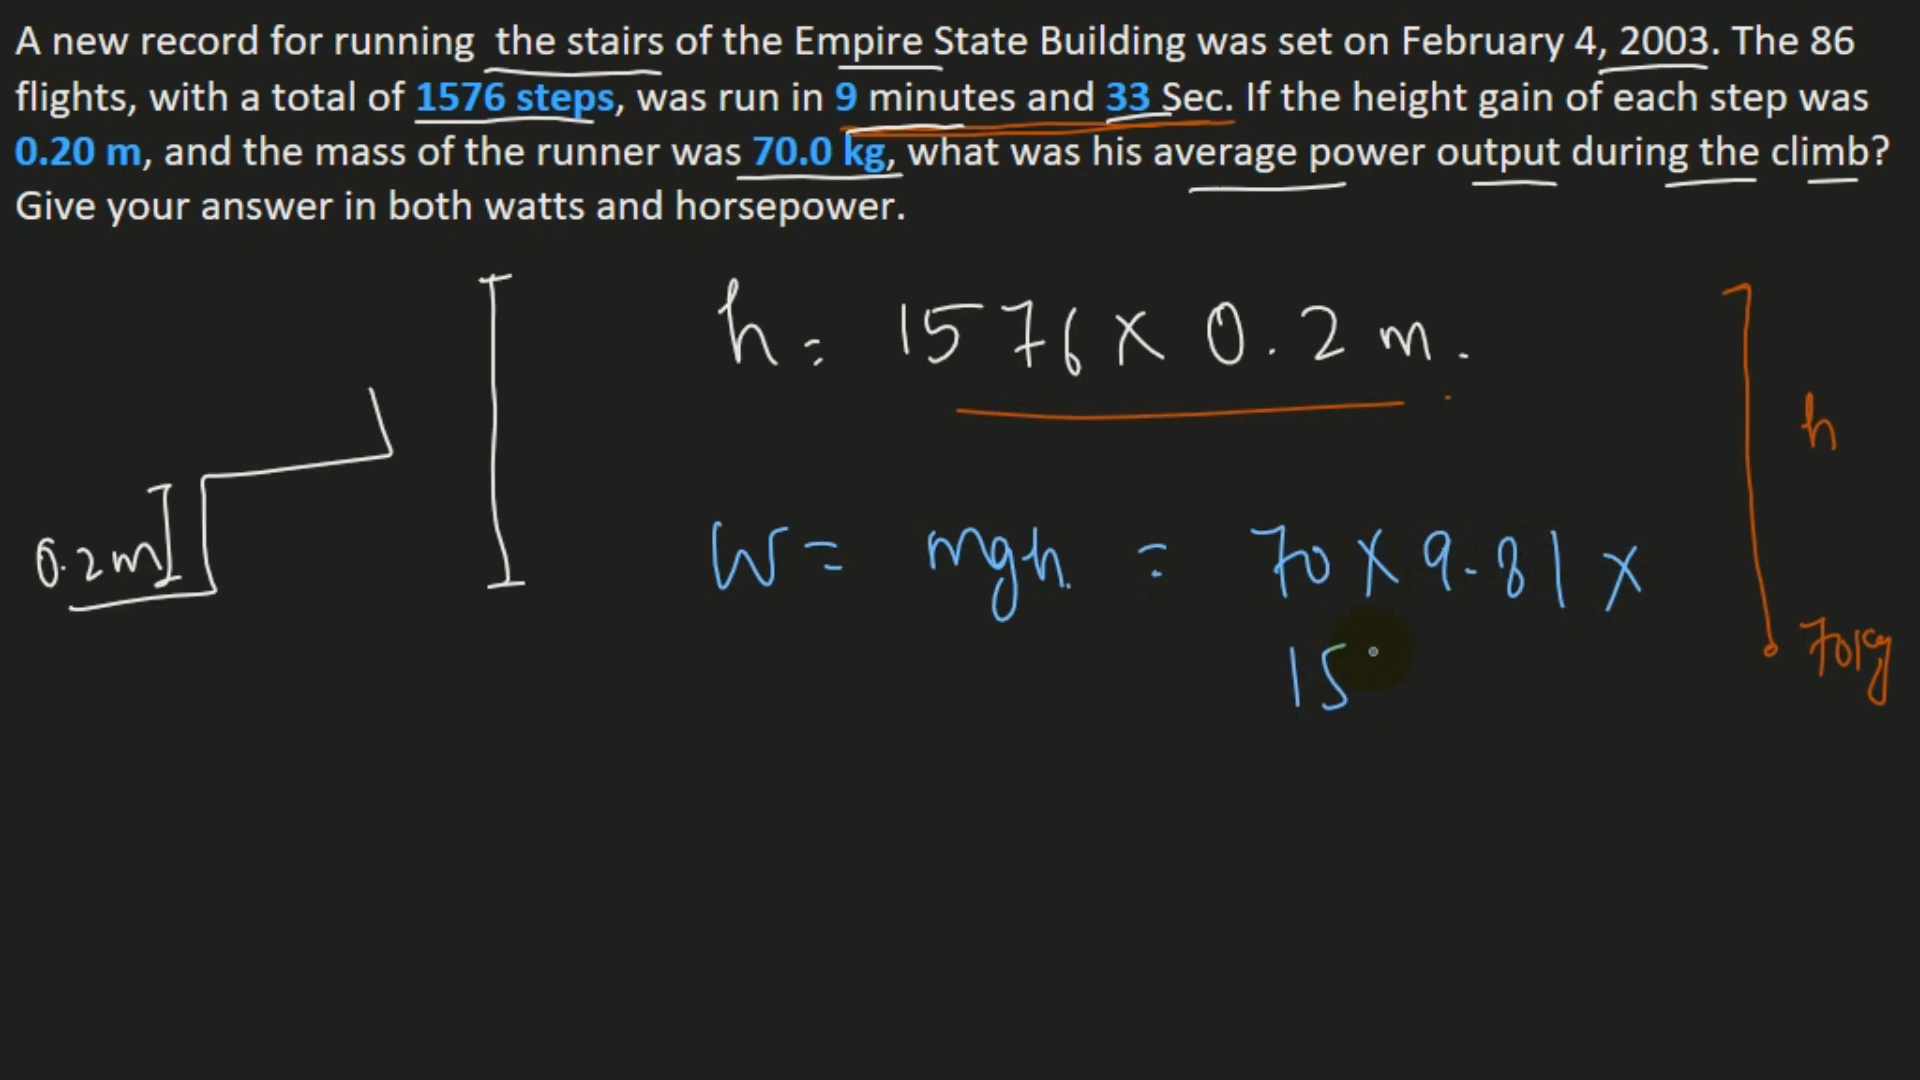 A new record for running the stairs of the Empire State Building was set on February 4, 2003. The 86
flights, with a total of 1576 steps, was run in 9 minutes and 33 Sec. If the height gain of each step was
0.20 m, and the mass of the runner was 70.0 kg, what was his average power output during the climb?
Give your answer in both watts and horsepower.
h = 1576 × 0.2 m.
h
0.2m
W = mgh. = 70 × 9.81 ×
15
70kg